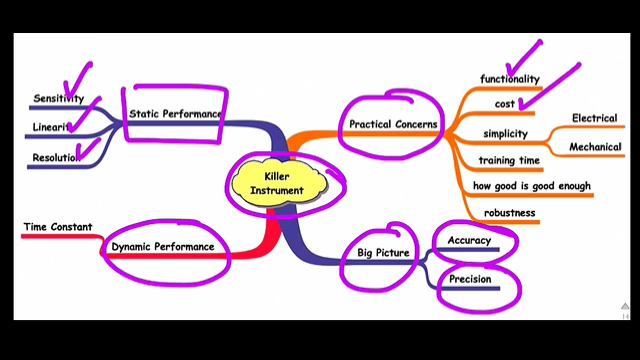 Sensitivity
Linearity
Resolution
Static Performance
Time Constant
Dynamic Performance
Killer
Instrument
Practical Concerns
functionality
cost
simplicity
Electrical
Mechanical
training time
how good is good enough
robustness
Big Picture
Accuracy
Precision